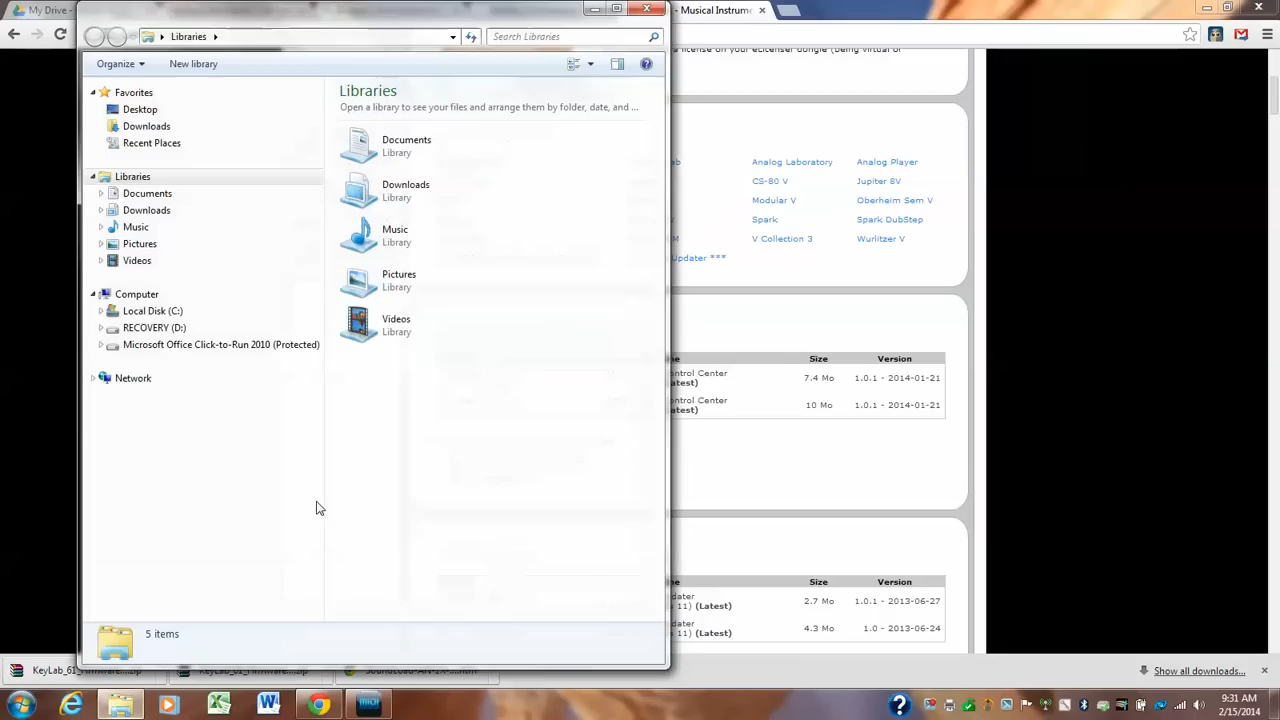 My Drive -
- Musical Instrume
Libraries
Search Libraries
a license on your eLicenser dongle (being virtual or
Organize
New library
Favorites
Desktop
Downloads
Recent Places
Libraries
Documents
Downloads
Music
Pictures
Videos
Computer
Local Disk (C:)
RECOVERY (D:)
Microsoft Office Click-to-Run 2010 (Protected)
Network
Libraries
Open a library to see your files and arrange them by folder, date, and ...
Documents
Library
Downloads
Library
Music
Library
Pictures
Library
Videos
Library
Analog Laboratory
Analog Player
CS-80 V
Jupiter 8V
Modular V
Oberheim Sem V
Spark
Spark DubStep
V Collection 3
Wurlitzer V
Updater ***
Size
Version
ontrol Center
7.4 Mo
1.0.1 - 2014-01-21
ontrol Center
10 Mo
1.0.1 - 2014-01-21
Size
Version
dater
s 11) (Latest)
2.7 Mo
1.0.1 - 2013-06-27
dater
s 11) (Latest)
4.3 Mo
1.0 - 2013-06-24
5 items
Show all downloads...
9:31 AM
2/15/2014